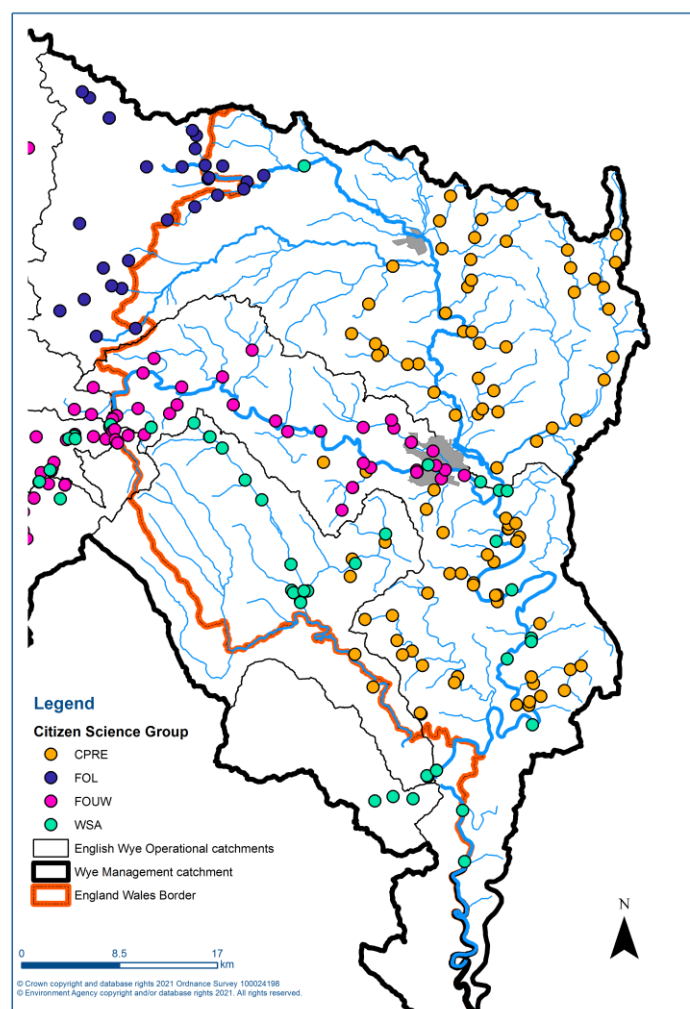 Legend
Citizen Science Group
CPRE
FOL
FOUW
WSA
English Wye Operational catchments
Wye Management catchment
England Wales Border
N
0 8.5 17
km
© Crown copyright and database rights 2021 Ordnance Survey 100024198
© Environment Agency copyright and/or database rights 2021. All rights reserved.